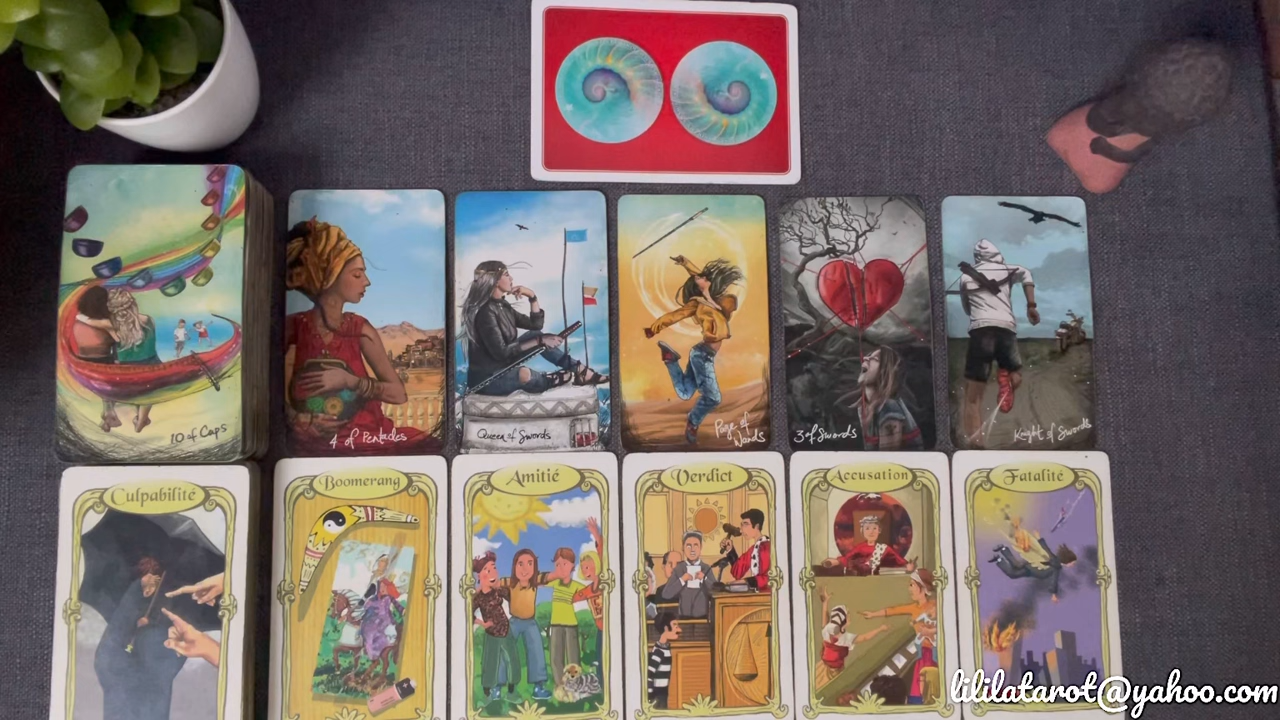 10 of Cups
4 of Pentacles
Queen of Swords
Page of
Wands
3 of Swords
Knight of Swords
Culpabilité
Boomerang
Amitié
Verdict
Accusation
Fatalité
lililatarot@yahoo.com